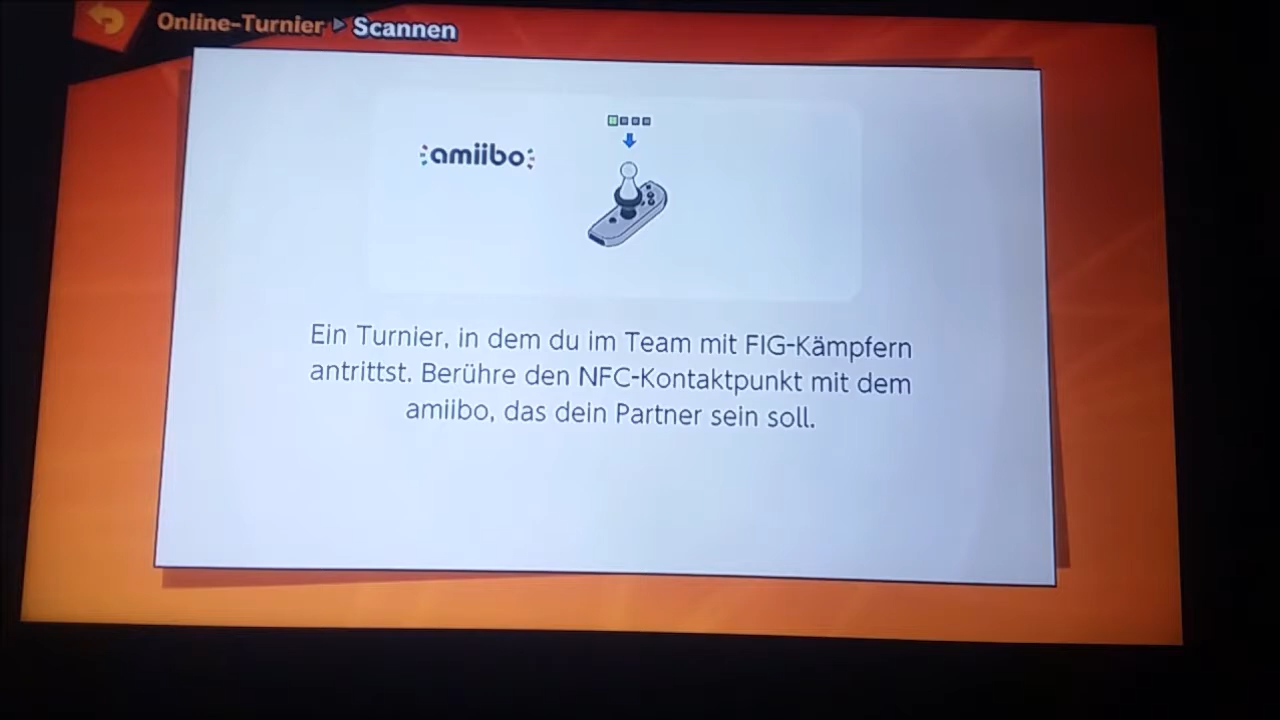 Online-Turnier ▶ Scannen
amiibo
Ein Turnier, in dem du im Team mit FIG-Kämpfern
antrittst. Berühre den NFC-Kontaktpunkt mit dem
amiibo, das dein Partner sein soll.